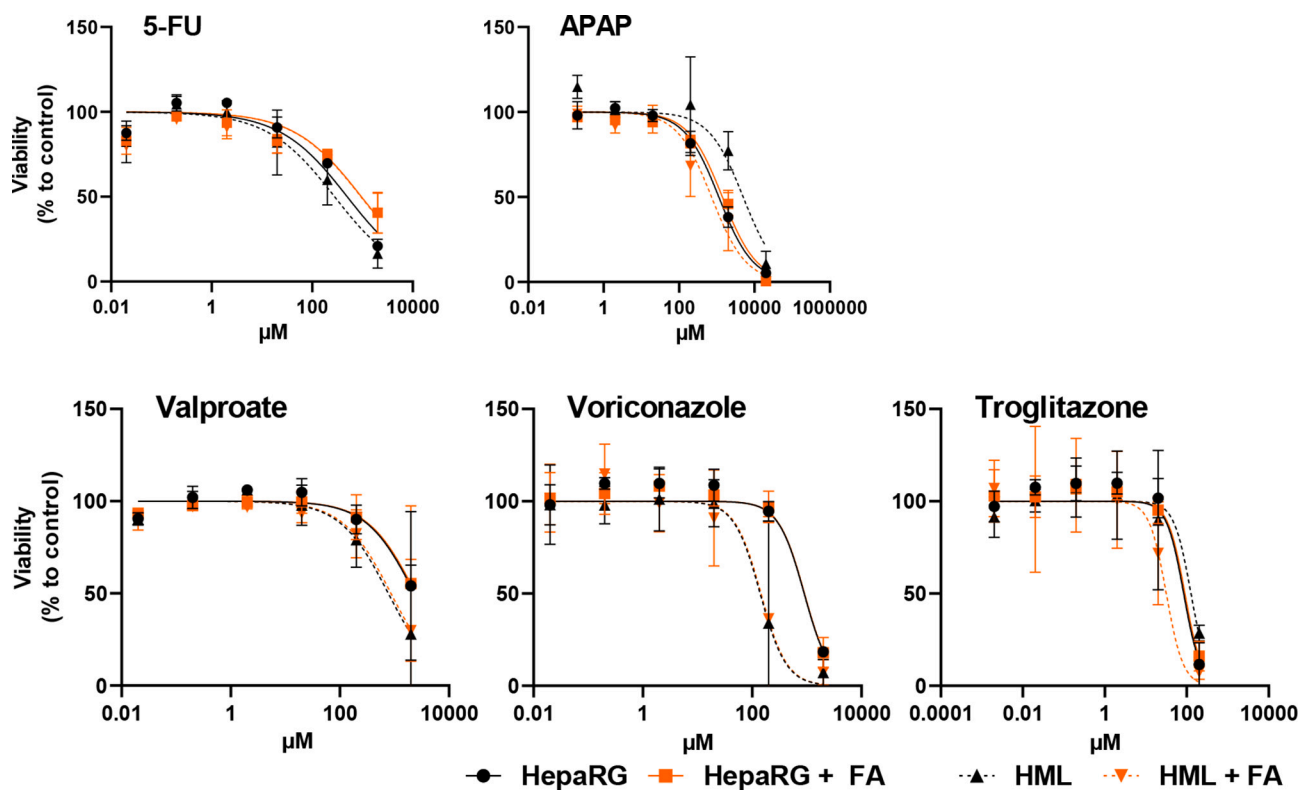 5-FU
APAP
Viability
(% to control)
150
100
50
0
0.01
1
100
10000
µM
150
100
50
0
0.01
1
100
10000
1000000
µM
Valproate
Voriconazole
Troglitazone
Viability
(% to control)
150
100
50
0
0.01
1
100
10000
µM
150
100
50
0
0.01
1
100
10000
µM
150
100
50
0
0.0001
0.01
1
100
10000
µM
HepaRG
HepaRG + FA
HML
HML + FA